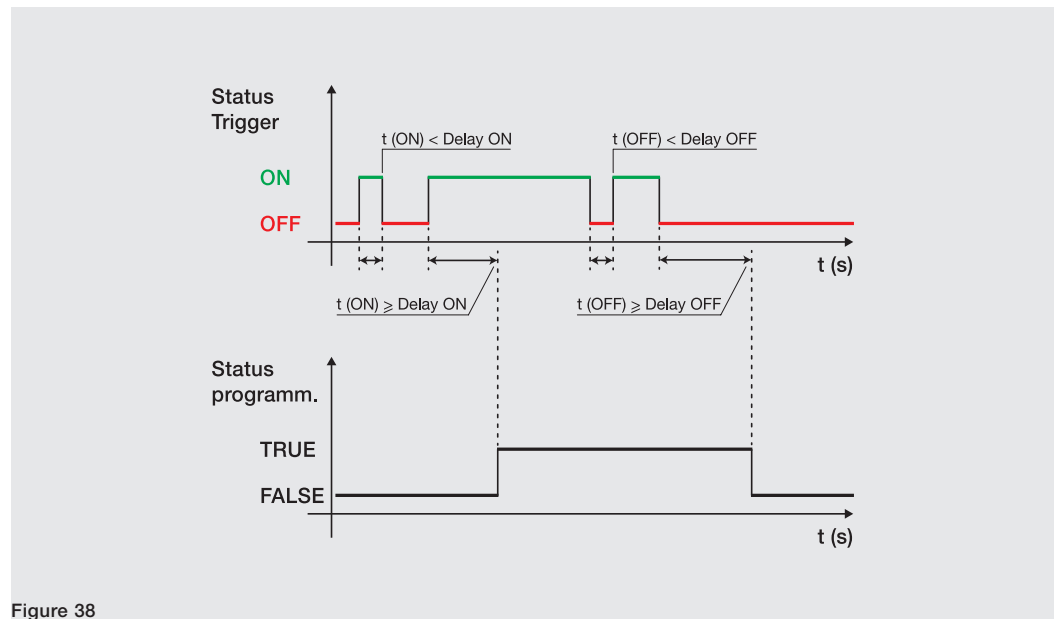 Status
Trigger
t (ON) < Delay ON
t (OFF) < Delay OFF
ON
OFF
t (s)
t (ON) ⩾ Delay ON
t (OFF) ⩾ Delay OFF
Status
programm.
TRUE
FALSE
t (s)
Figure 38